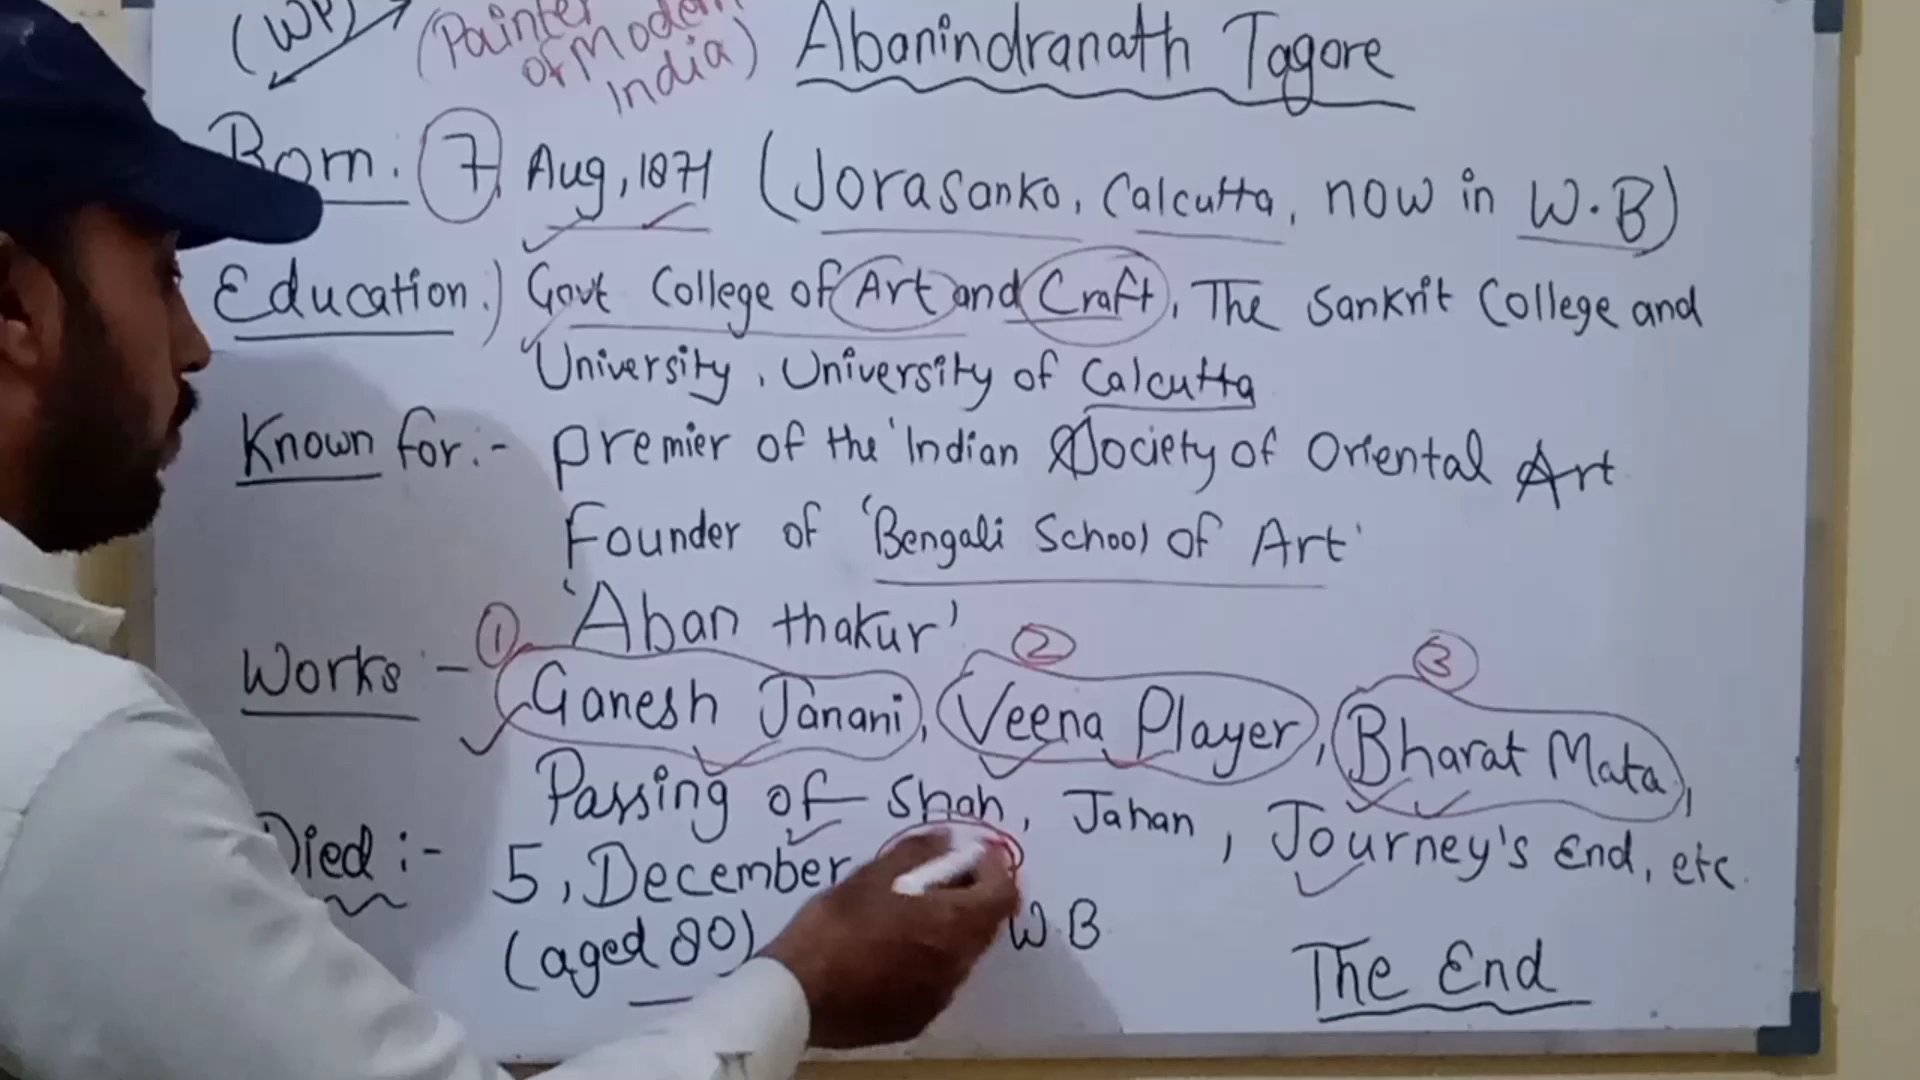 (WP) (Painter of Modern India) Abanindranath Tagore
Born: 7 Aug, 1871 (Jorasanko, Calcutta, now in W.B)
Education:) Govt College of Art and Craft, The Sankrit College and
University, University of Calcutta
Known for:- Premier of the 'Indian Society of Oriental Art
Founder of 'Bengali School of Art'
'Aban thakur'
① ② ③
Works:- Ganesh Janani, Veena Player, Bharat Mata,
Passing of Shah, Jahan, Journey's End, etc.
Died:- 5, December
(aged 80) W.B
The End